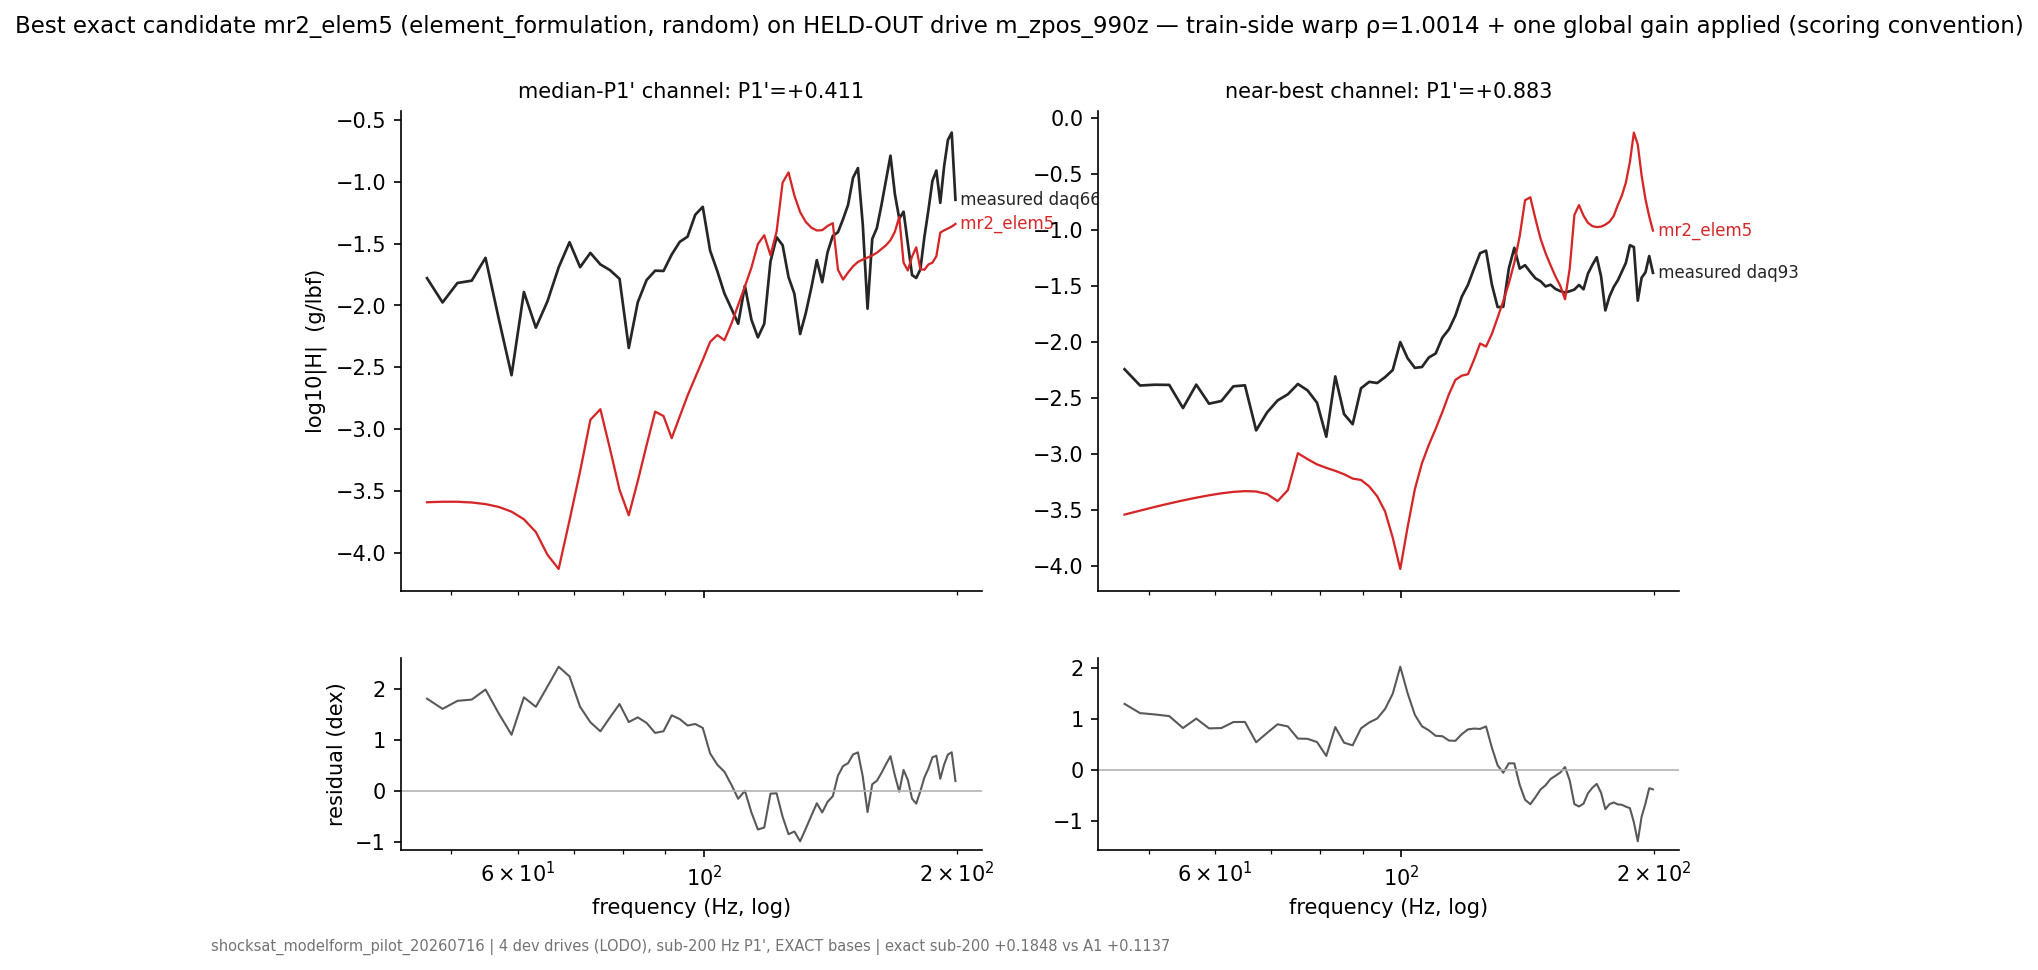 Best exact candidate mr2_elem5 (element_formulation, random) on HELD-OUT drive m_zpos_990z — train-side warp ρ=1.0014 + one global gain applied (scoring convention)
median-P1' channel: P1'=+0.411
near-best channel: P1'=+0.883
log10|H| (g/lbf)
−0.5
−1.0
−1.5
−2.0
−2.5
−3.0
−3.5
−4.0
measured daq66
mr2_elem5
0.0
−0.5
−1.0
−1.5
−2.0
−2.5
−3.0
−3.5
−4.0
mr2_elem5
measured daq93
residual (dex)
2
1
0
−1
6 × 10¹
10²
2 × 10²
frequency (Hz, log)
2
1
0
−1
6 × 10¹
10²
2 × 10²
frequency (Hz, log)
shocksat_modelform_pilot_20260716 | 4 dev drives (LODO), sub-200 Hz P1', EXACT bases | exact sub-200 +0.1848 vs A1 +0.1137